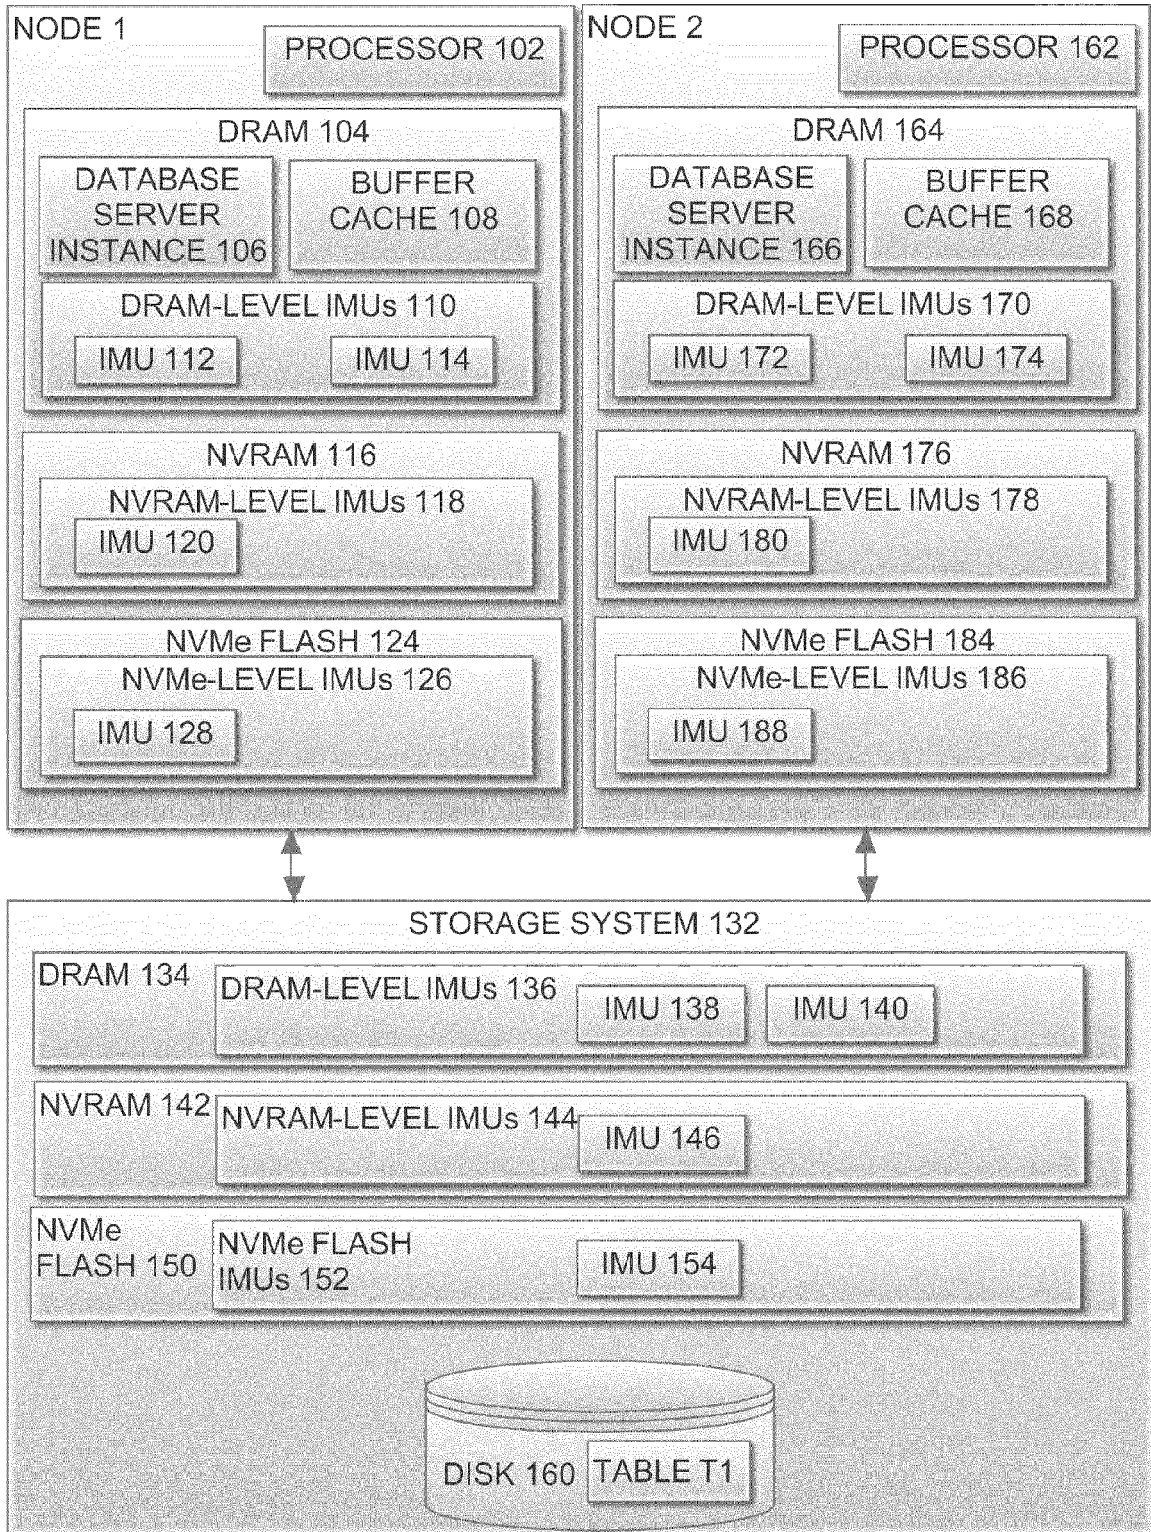 NODE 1
PROCESSOR 102
DRAM 104
DATABASE
SERVER
INSTANCE 106
BUFFER
CACHE 108
DRAM-LEVEL IMUs 110
IMU 112
IMU 114
NVRAM 116
NVRAM-LEVEL IMUs 118
IMU 120
NVMe FLASH 124
NVMe-LEVEL IMUs 126
IMU 128
NODE 2
PROCESSOR 162
DRAM 164
DATABASE
SERVER
INSTANCE 166
BUFFER
CACHE 168
DRAM-LEVEL IMUs 170
IMU 172
IMU 174
NVRAM 176
NVRAM-LEVEL IMUs 178
IMU 180
NVMe FLASH 184
NVMe-LEVEL IMUs 186
IMU 188
STORAGE SYSTEM 132
DRAM 134
DRAM-LEVEL IMUs 136
IMU 138
IMU 140
NVRAM 142
NVRAM-LEVEL IMUs 144
IMU 146
NVMe
FLASH 150
NVMe FLASH
IMUs 152
IMU 154
DISK 160
TABLE T1